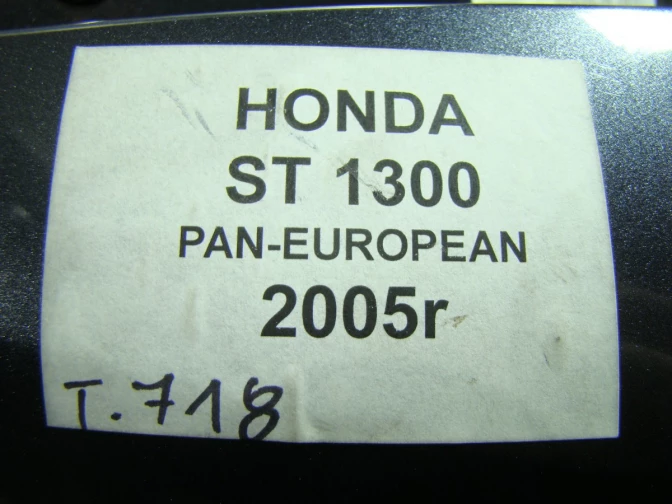 HONDA
ST 1300
PAN-EUROPEAN
2005r
T.718